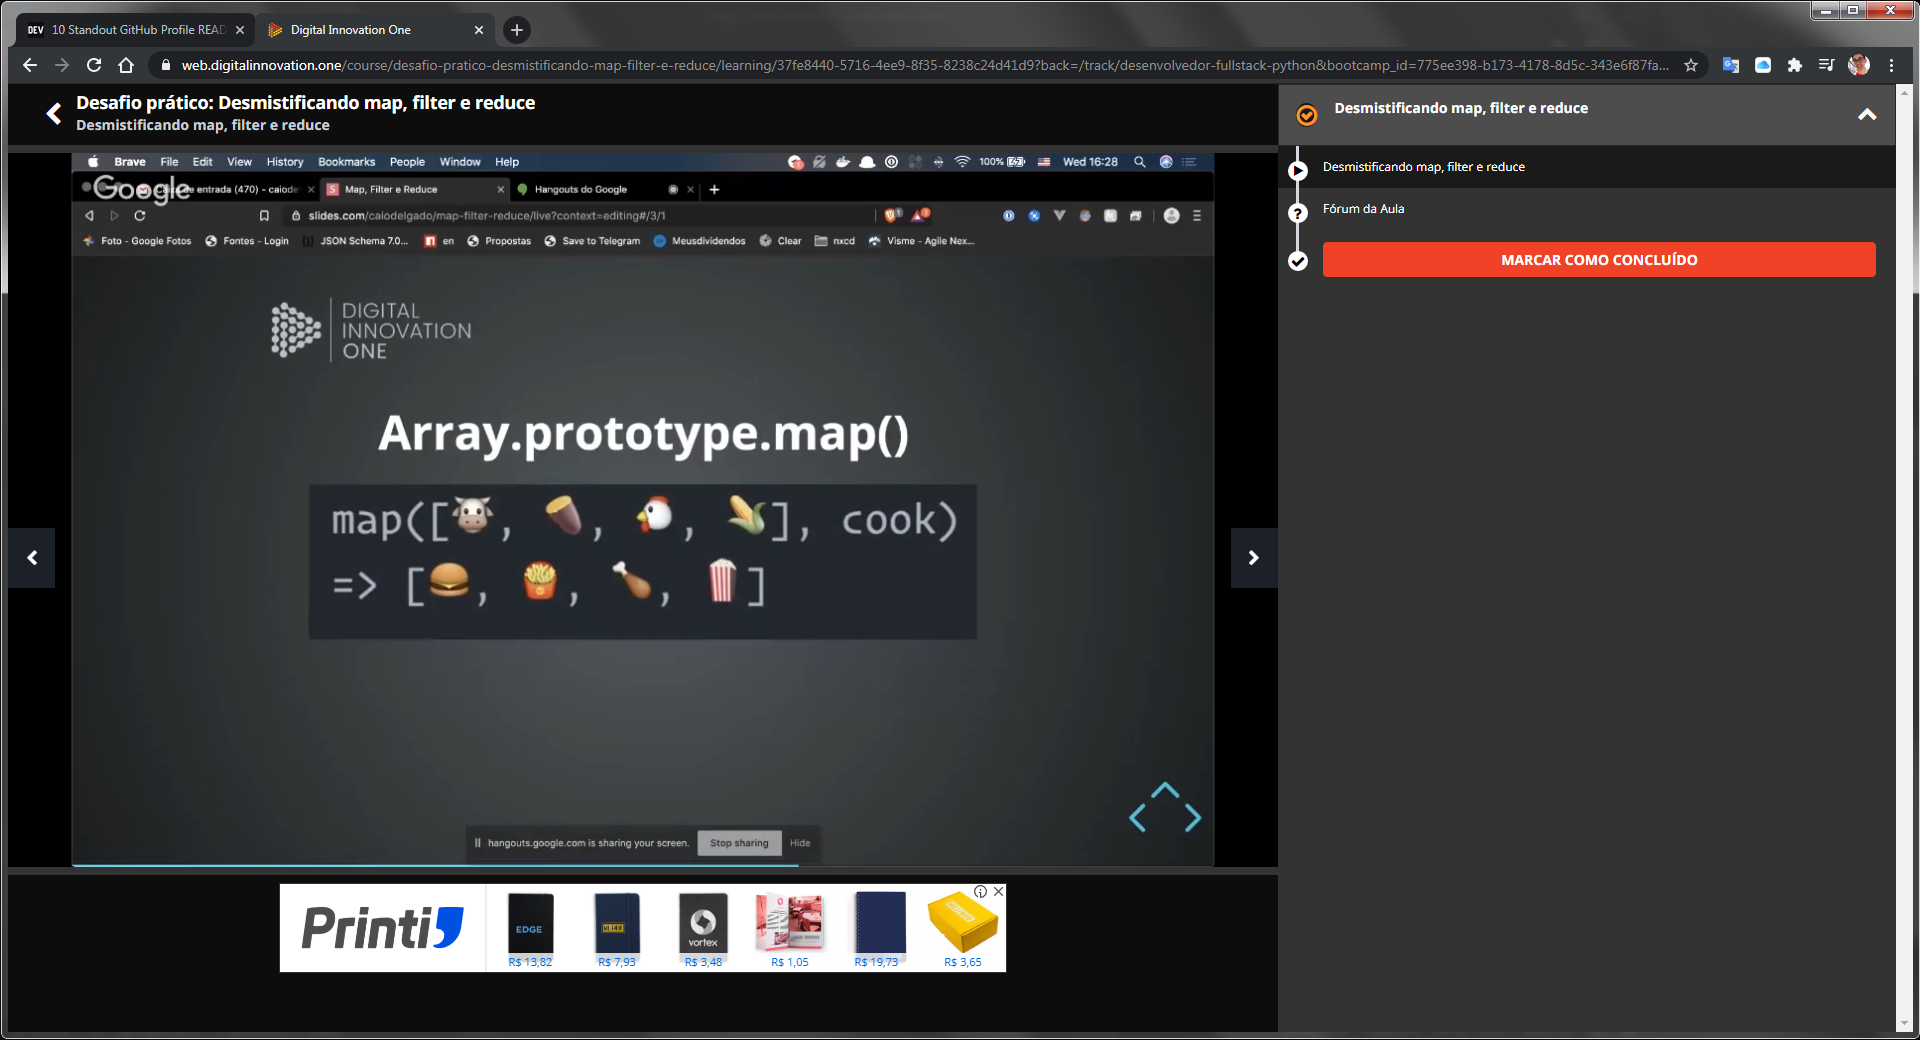 DEV 10 Standout GitHub Profile READ
Digital Innovation One
web.digitalinnovation.one/course/desafio-pratico-desmistificando-map-filter-e-reduce/learning/37fe8440-5716-4ee9-8f35-8238c24d41d9?back=/track/desenvolvedor-fullstack-python&bootcamp_id=775ee398-b173-4178-8d5c-343e6f87fa...
Desafio prático: Desmistificando map, filter e reduce
Desmistificando map, filter e reduce
Brave File Edit View History Bookmarks People Window Help 100% Wed 16:28
Google
de entrada (470) - caiode
Map, Filter e Reduce
Hangouts do Google
slides.com/caiodelgado/map-filter-reduce/live?context=editing#/3/1
Foto - Google Fotos Fontes - Login JSON Schema 7.0... en Propostas Save to Telegram Meusdividendos Clear nxcd Visme - Agile Nex...
DIGITAL
INNOVATION
ONE
Array.prototype.map()
map([🐮, 🍠, 🐔, 🌽], cook)
=> [🍔, 🍟, 🍗, 🍿]
hangouts.google.com is sharing your screen. Stop sharing Hide
Printi
EDGE
vortex
R$ 13,82 R$ 7,93 R$ 3,48 R$ 1,05 R$ 19,73 R$ 3,65
Desmistificando map, filter e reduce
Desmistificando map, filter e reduce
Fórum da Aula
MARCAR COMO CONCLUÍDO